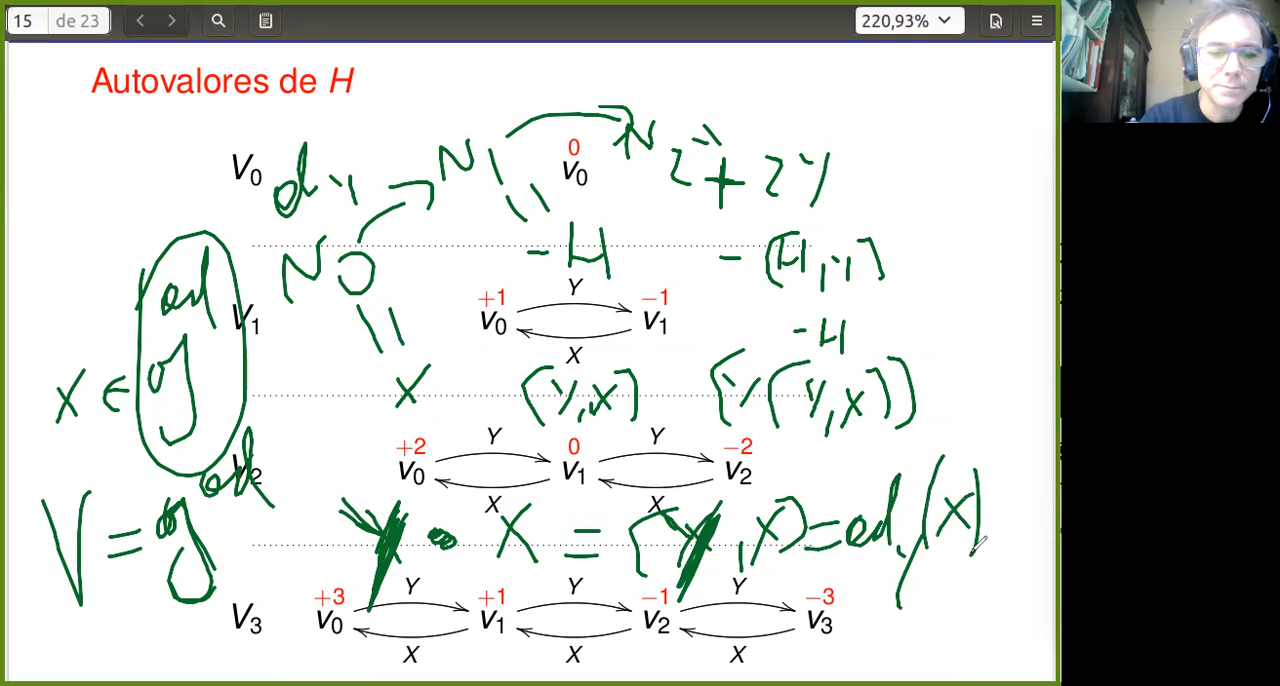 15 de 23 220,93%
Autovalores de H
V0 0 v0
ad
V1 +1 v0 Y −1 v1 X
- H - [H,Y]
- H
X ∈ g X [Y,X] [Y[Y,X]]
V2 +2 v0 Y 0 v1 Y −2 v2 X X
V = g X = [ ,X] = ad (X)
V3 +3 v0 Y +1 v1 Y −1 v2 Y −3 v3 X X X